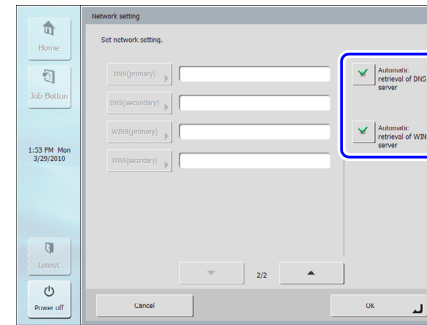 Network setting
Set network setting.
Home
Job Button
1:53 PM Mon
3/29/2010
Logout
Power off
DNS(primary)
DNS(secondary)
WINS(primary)
WINS(secondary)
Automatic
retrieval of DNS
server
Automatic
retrieval of WINS
server
2/2
Cancel
OK